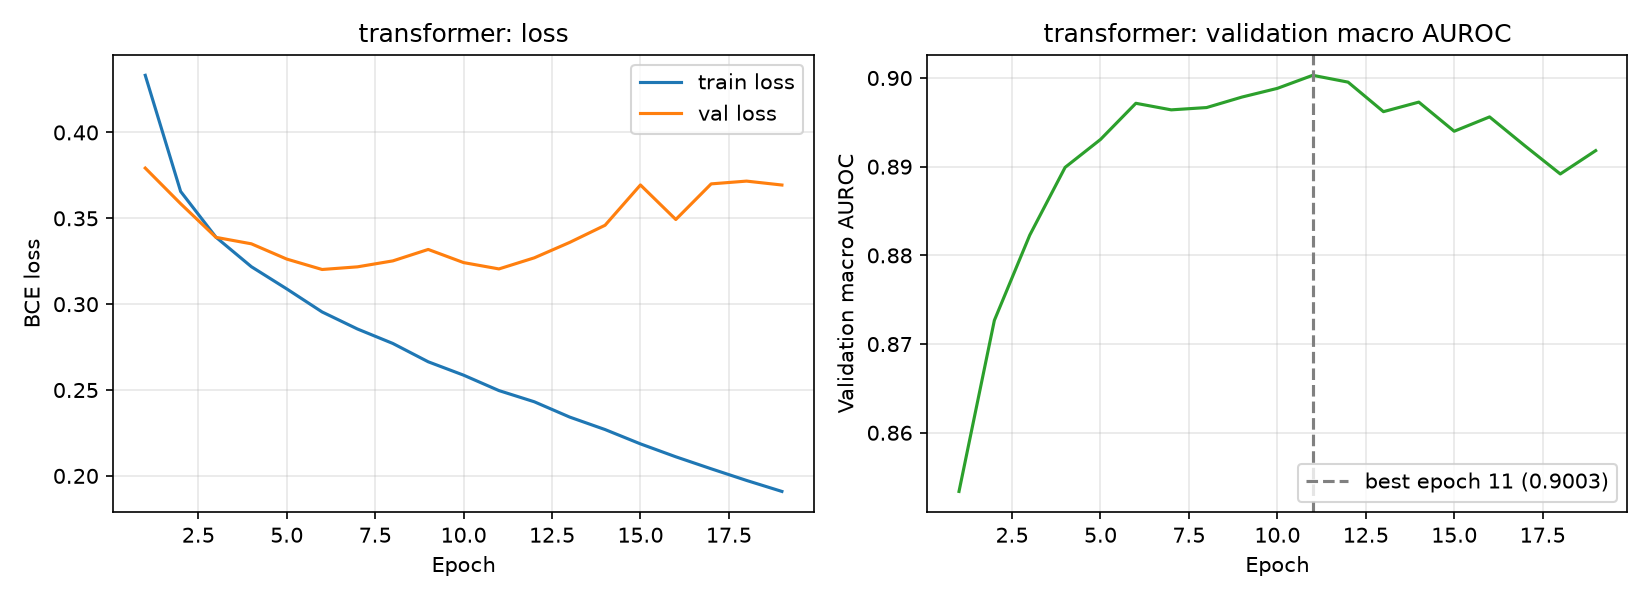 transformer: loss
train loss
val loss
BCE loss
0.40
0.35
0.30
0.25
0.20
2.5 5.0 7.5 10.0 12.5 15.0 17.5
Epoch
transformer: validation macro AUROC
Validation macro AUROC
0.90
0.89
0.88
0.87
0.86
best epoch 11 (0.9003)
2.5 5.0 7.5 10.0 12.5 15.0 17.5
Epoch